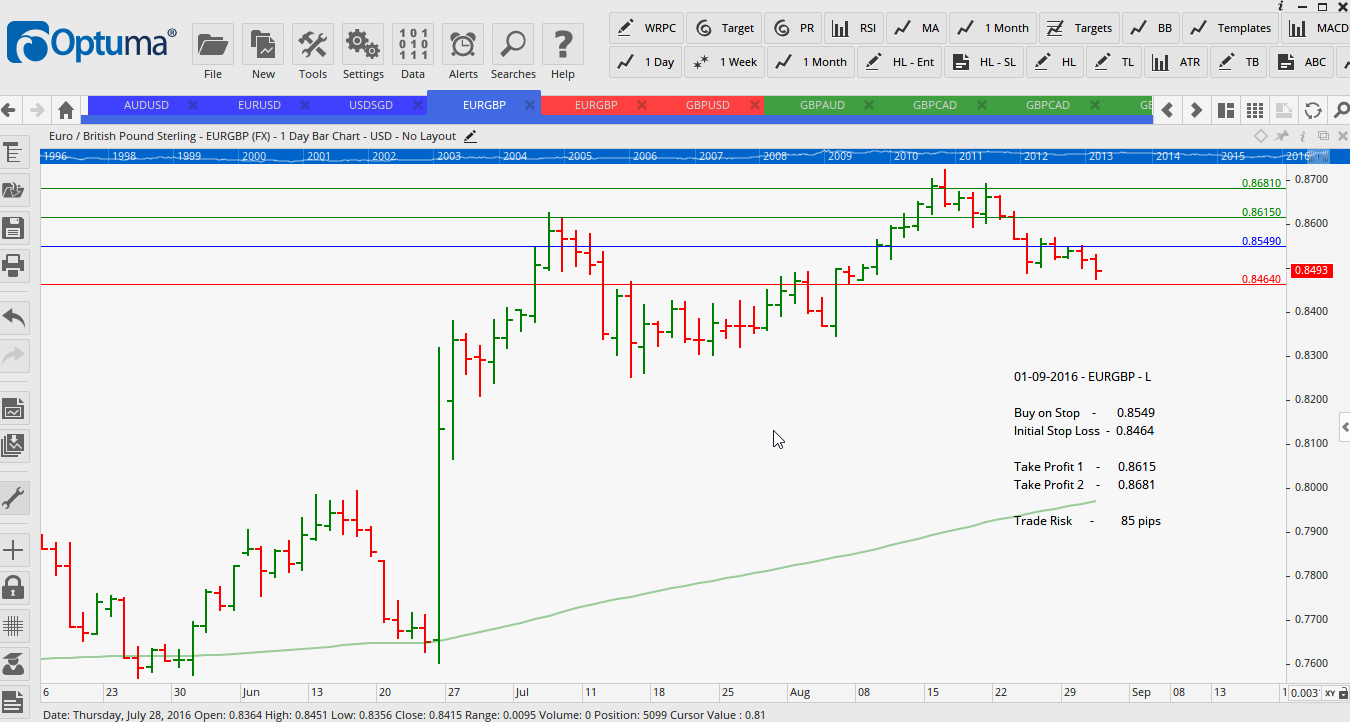 i
Optuma®
File New Tools Settings Data Alerts Searches Help
WRPC Target PR RSI MA 1 Month Targets BB Templates MACD
1 Day 1 Week 1 Month HL - Ent HL - SL HL TL ATR TB ABC
AUDUSD EURUSD USDSGD EURGBP EURGBP GBPUSD GBPAUD GBPCAD GBPCAD
Euro / British Pound Sterling - EURGBP (FX) - 1 Day Bar Chart - USD - No Layout
1996 1998 1999 2000 2001 2002 2003 2004 2005 2006 2007 2008 2009 2010 2011 2012 2013 2014 2015 2016
0.8700
0.86810
0.8600
0.86150
0.85490
0.8493
0.84640
0.8400
0.8300
01-09-2016 - EURGBP - L
0.8200
Buy on Stop - 0.8549
Initial Stop Loss - 0.8464
0.8100
Take Profit 1 - 0.8615
Take Profit 2 - 0.8681
0.8000
Trade Risk - 85 pips
0.7900
0.7800
0.7700
0.7600
6 23 30 Jun 13 20 27 Jul 11 18 25 Aug 08 15 22 29 Sep 08 13 0.003 XY
Date: Thursday, July 28, 2016 Open: 0.8364 High: 0.8451 Low: 0.8356 Close: 0.8415 Range: 0.0095 Volume: 0 Position: 5099 Cursor Value : 0.81